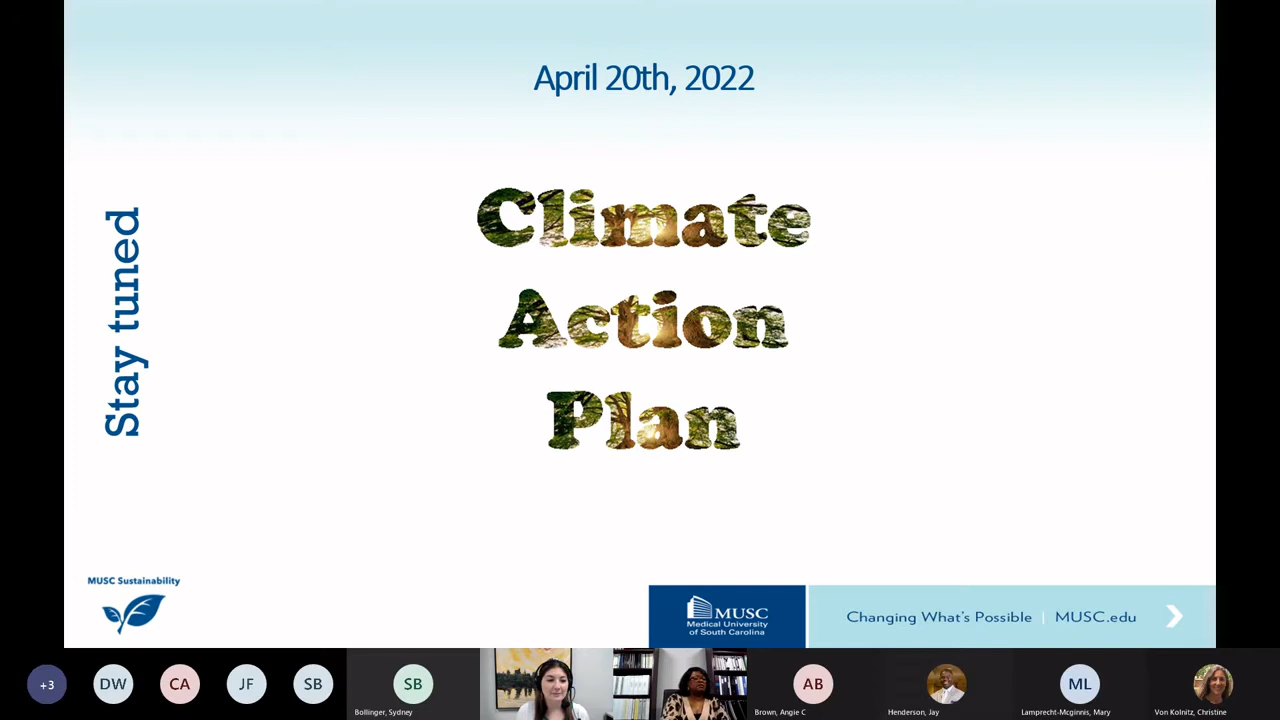 April 20th, 2022
Stay tuned
Climate
Action
Plan
MUSC Sustainability
MUSC
Medical University
of South Carolina
Changing What's Possible | MUSC.edu
+3
DW
CA
JF
SB
SB
Bollinger, Sydney
AB
Brown, Angie C
Henderson, Jay
ML
Lamprecht-Mcginnis, Mary
Von Kolnitz, Christine